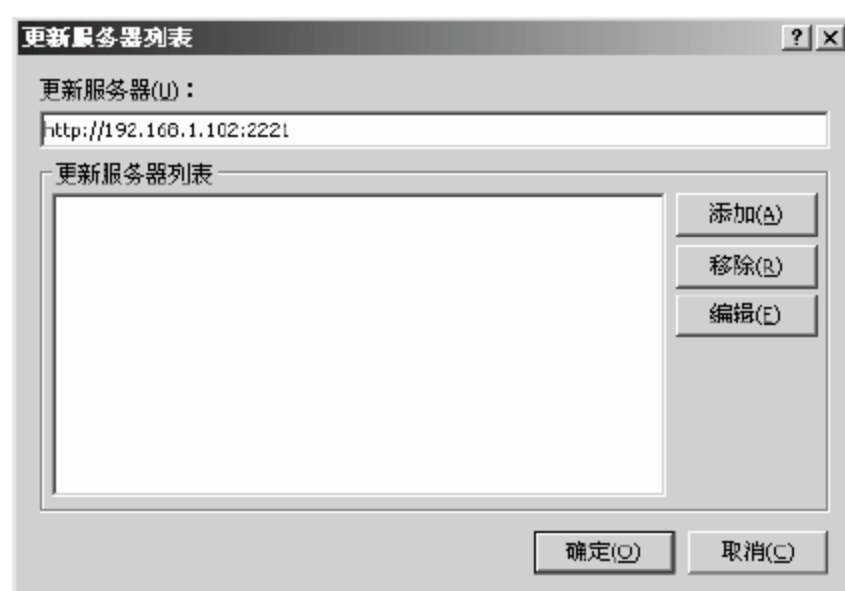 更新服务器列表
更新服务器(U)：
http://192.168.1.102:2221
更新服务器列表
添加(A)
移除(R)
编辑(E)
确定(O)
取消(C)